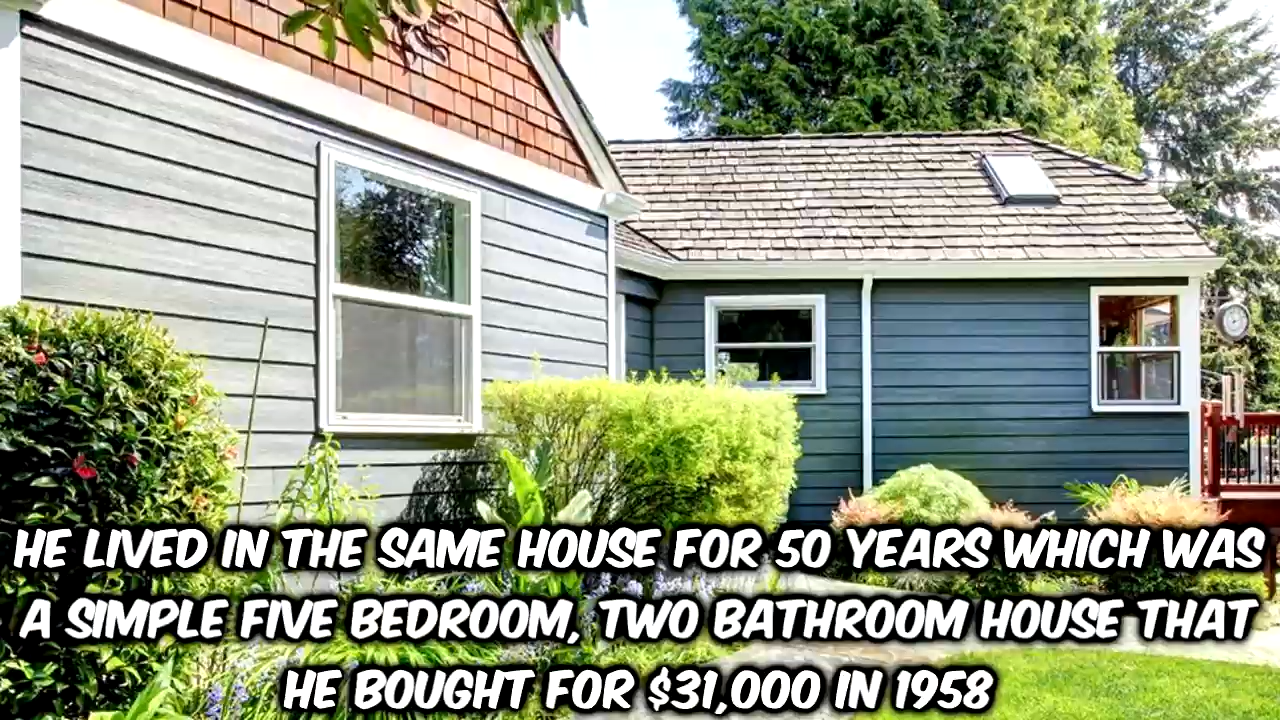 HE LIVED IN THE SAME HOUSE FOR 50 YEARS WHICH WAS
A SIMPLE FIVE BEDROOM, TWO BATHROOM HOUSE THAT
HE BOUGHT FOR $31,000 IN 1958